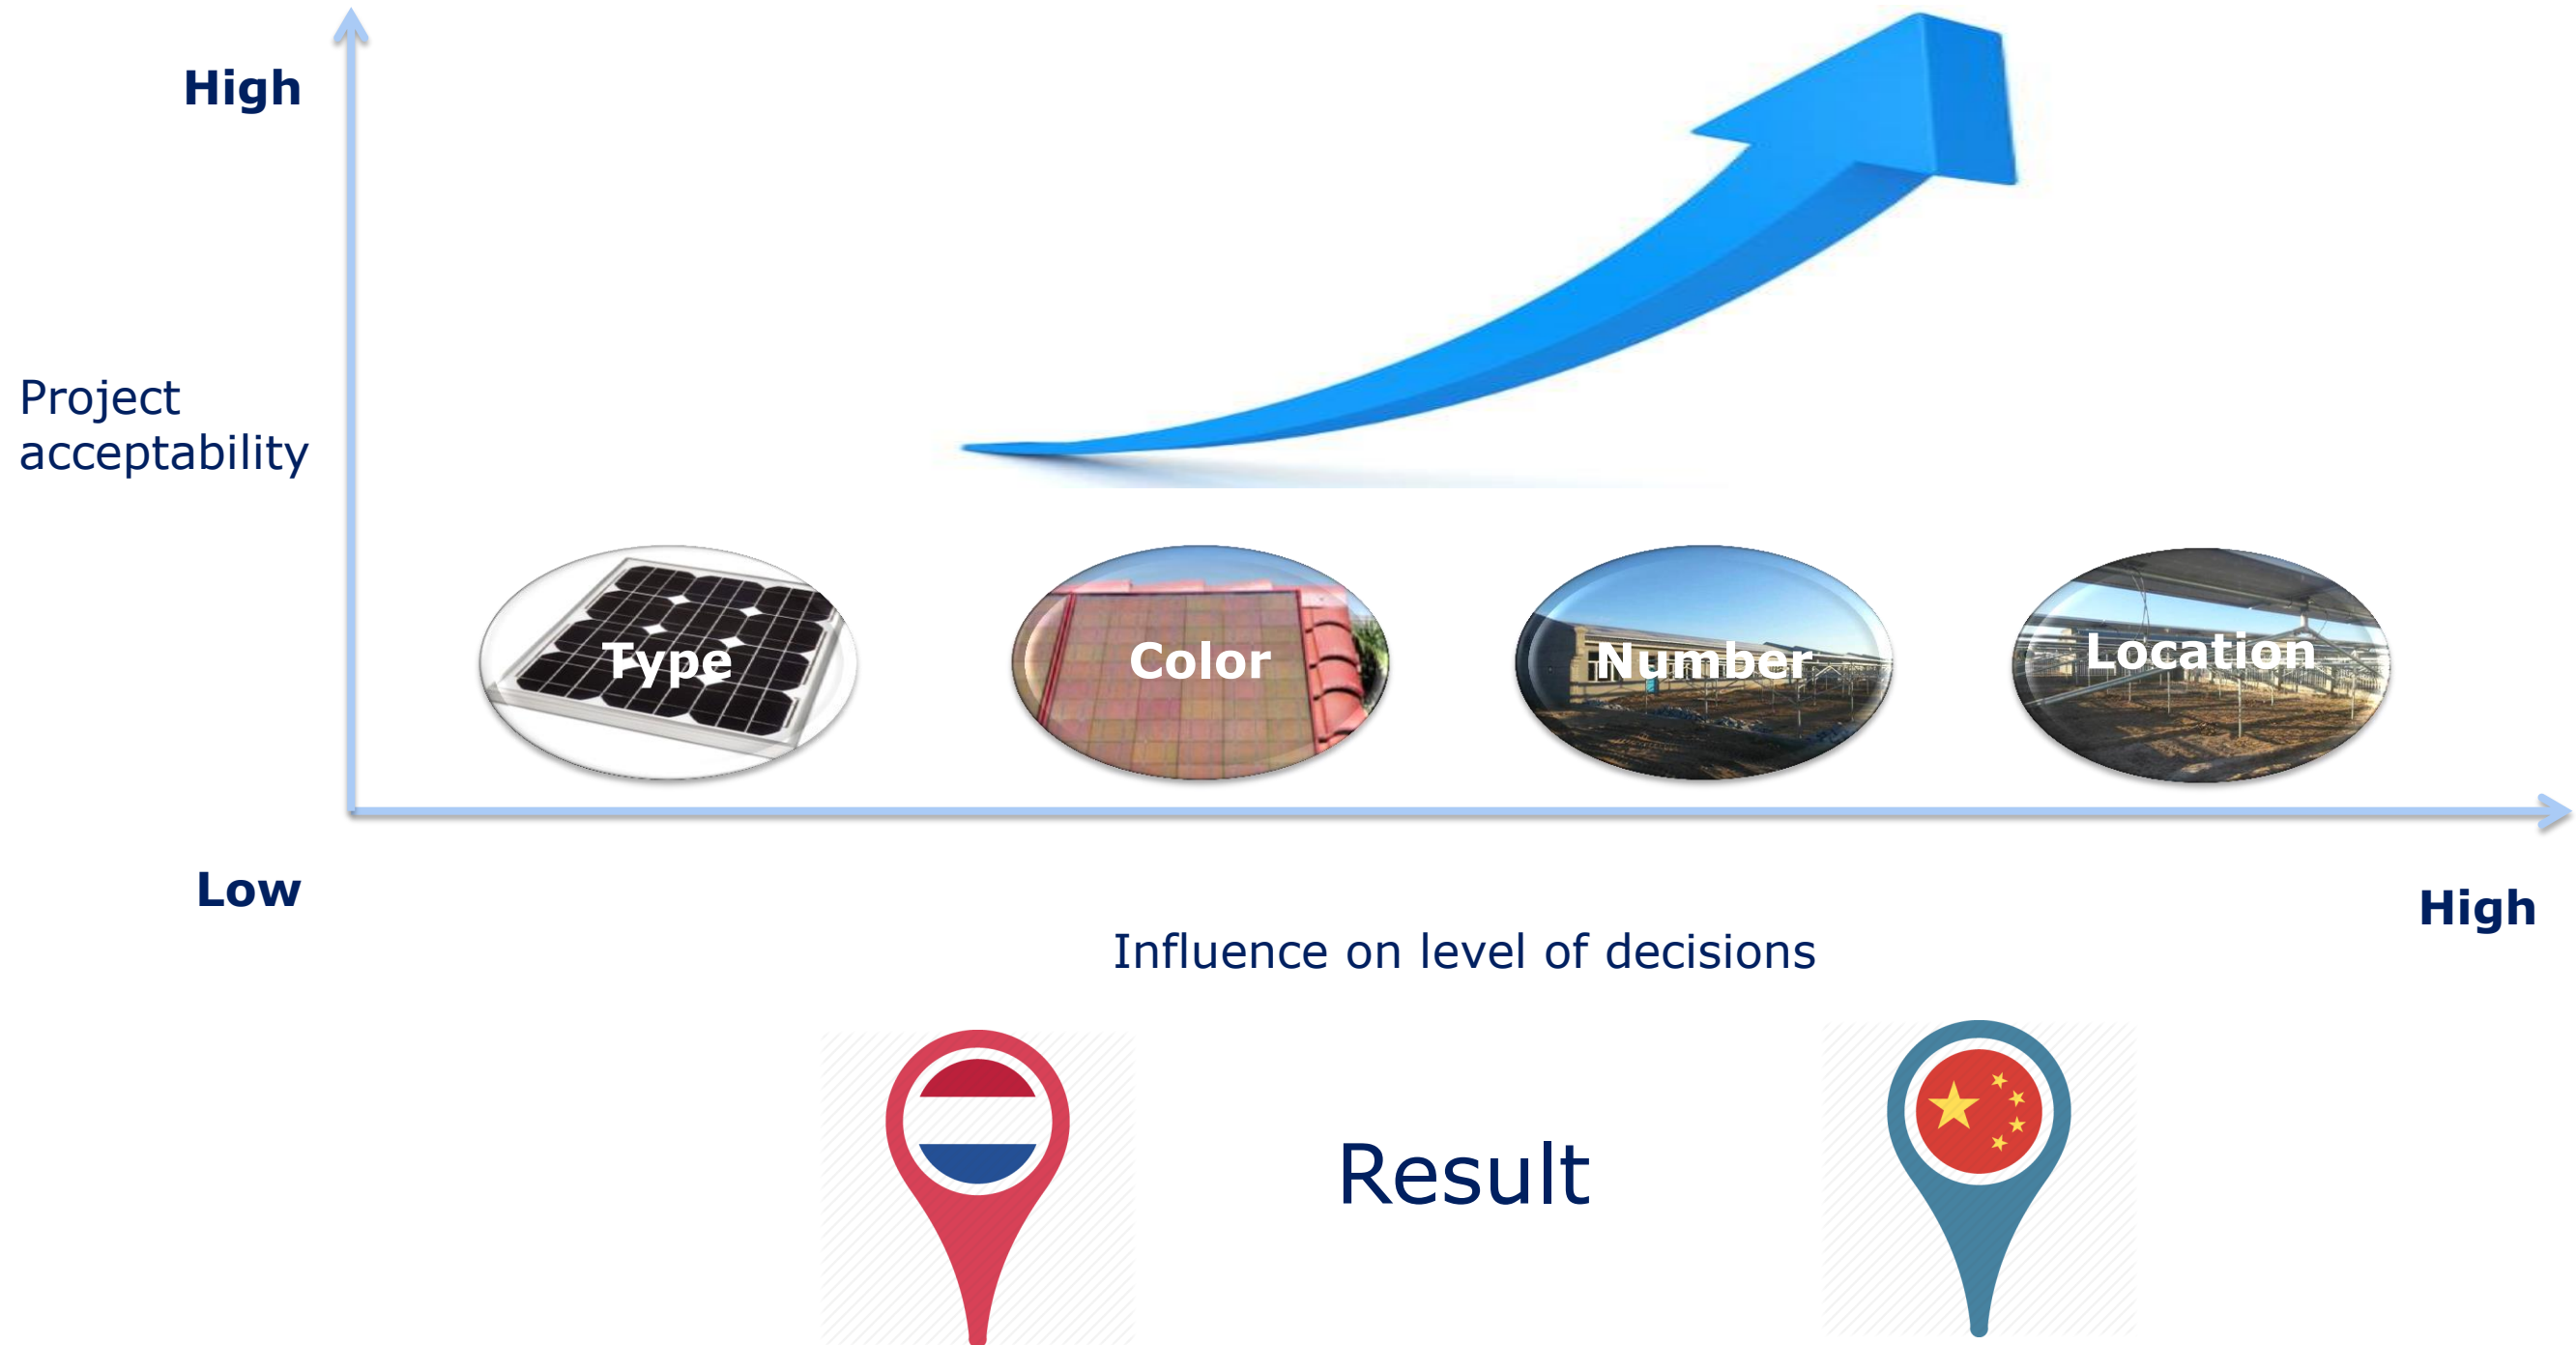 High
Project
acceptability
Type
Color
Number
Location
Low
High
Influence on level of decisions
Result